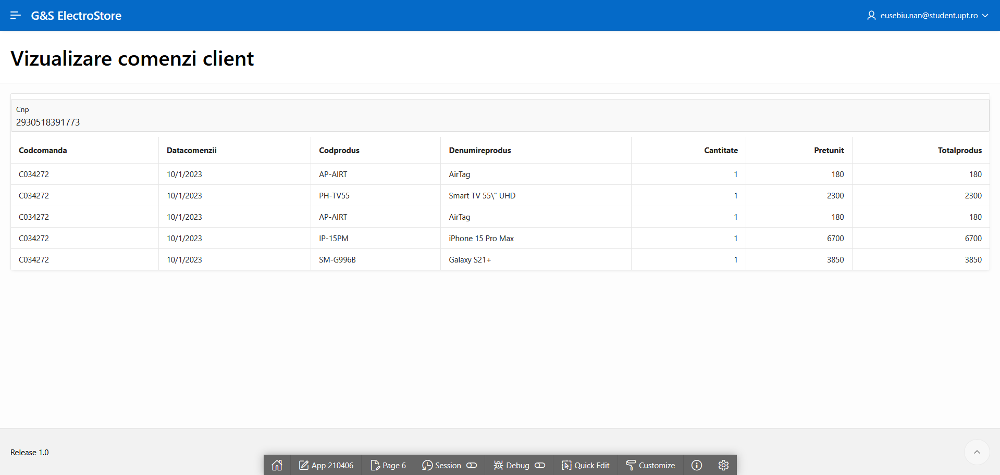 G&S ElectroStore
eusebiu.nan@student.upt.ro
Vizualizare comenzi client
Cnp
2930518391773
Codcomanda Datacomenzii Codprodus Denumireprodus Cantitate Pretunit Totalprodus
C034272 10/1/2023 AP-AIRT AirTag 1 180 180
C034272 10/1/2023 PH-TV55 Smart TV 55\" UHD 1 2300 2300
C034272 10/1/2023 AP-AIRT AirTag 1 180 180
C034272 10/1/2023 IP-15PM iPhone 15 Pro Max 1 6700 6700
C034272 10/1/2023 SM-G996B Galaxy S21+ 1 3850 3850
Release 1.0
App 210406 Page 6 Session Debug Quick Edit Customize